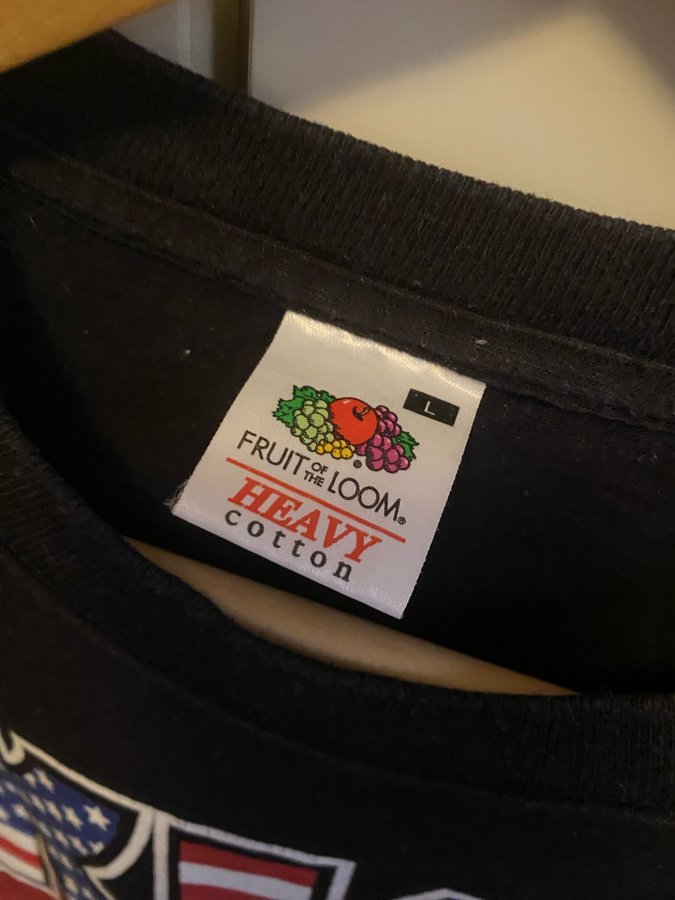 L
FRUIT OF THE LOOM®
HEAVY
cotton